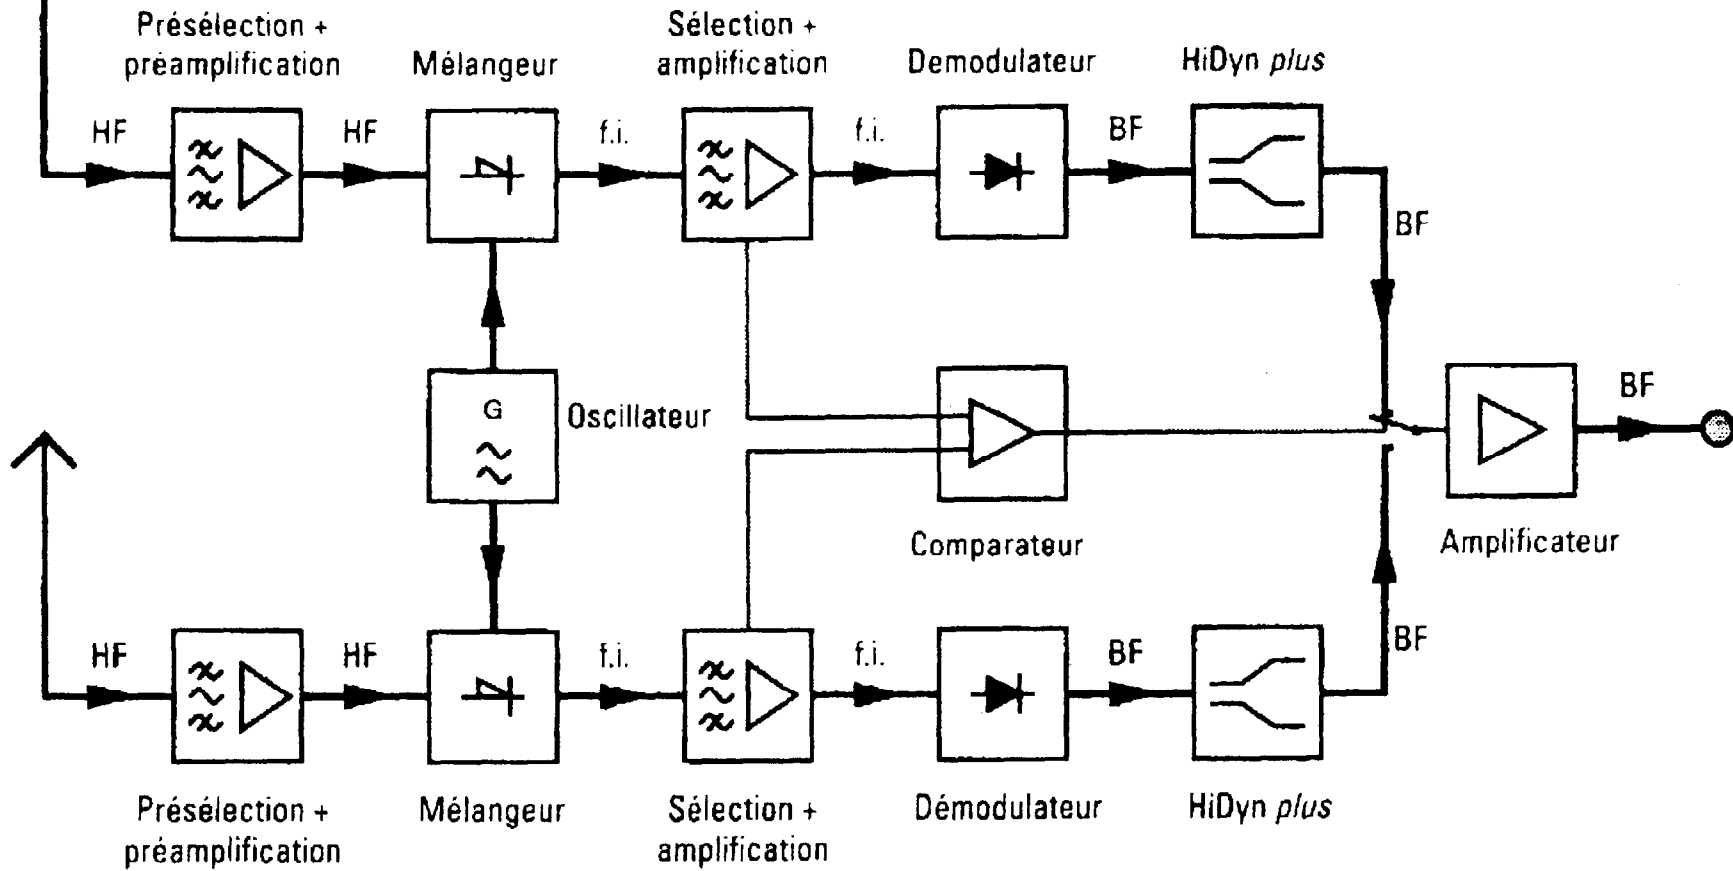 Présélection +
préamplification
Mélangeur
Sélection +
amplification
Demodulateur
HiDyn plus
HF
HF
f.i.
f.i.
BF
BF
G
Oscillateur
Comparateur
BF
Amplificateur
HF
HF
f.i.
f.i.
BF
BF
Présélection +
préamplification
Mélangeur
Sélection +
amplification
Démodulateur
HiDyn plus